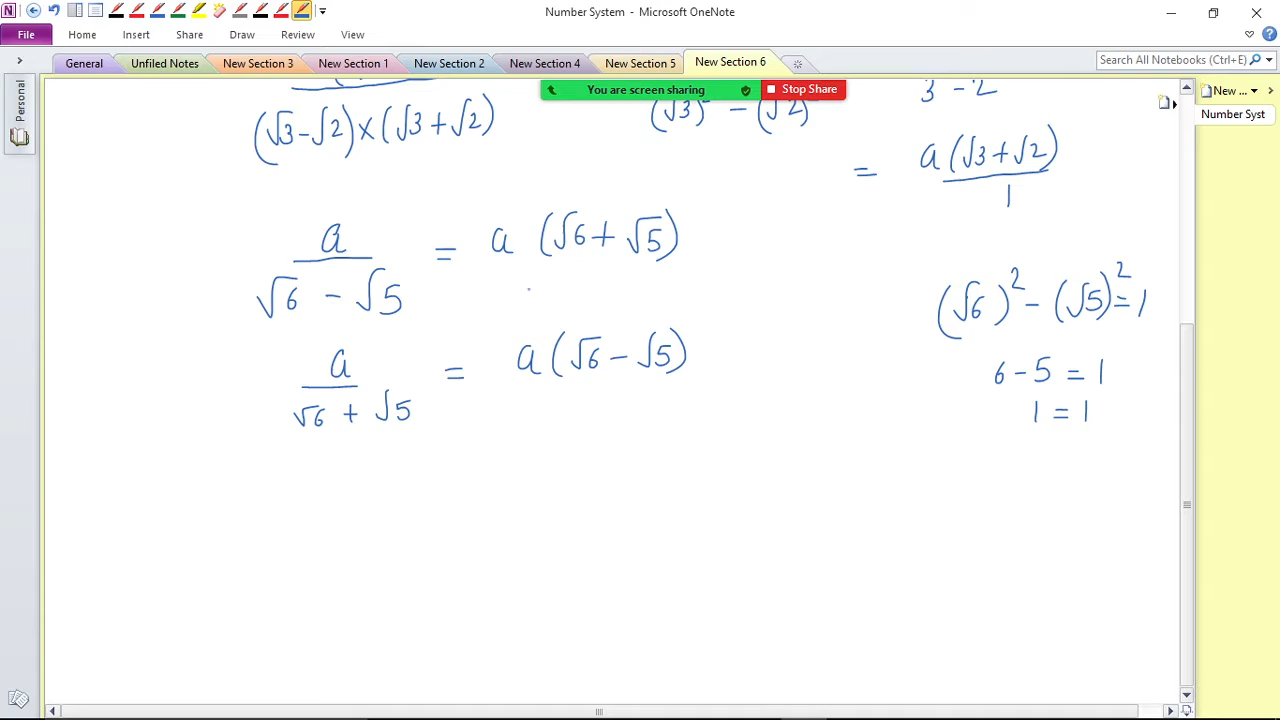 Number System - Microsoft OneNote
File Home Insert Share Draw Review View
General Unfiled Notes New Section 3 New Section 1 New Section 2 New Section 4 New Section 5 New Section 6
Search All Notebooks (Ctrl+E)
You are screen sharing Stop Share
New ...
Number Syst
Personal
(√3-√2)×(√3+√2)
(√3)² - (√2)²
3 - 2
= a(√3+√2)
1
a
√6 - √5
= a (√6+ √5)
(√6)² - (√5)² = 1
a
√6 + √5
= a(√6 - √5)
6 - 5 = 1
1 = 1